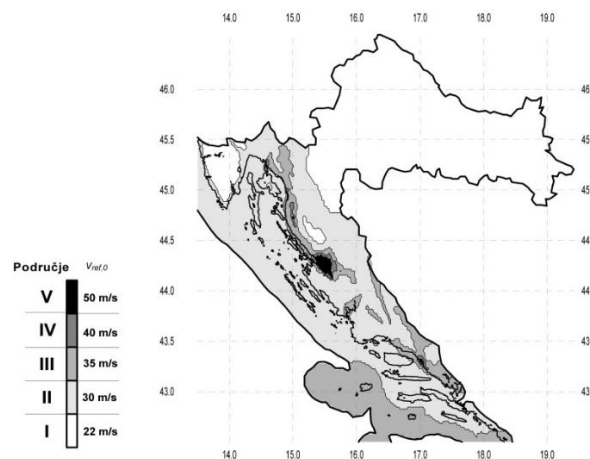 14.0 15.0 16.0 17.0 18.0 19.0
46.0 46
45.5 45
45.0 45
44.5 44
44.0 44
43.5 43
43.0 43
Područje Vref,0
V 50 m/s
IV 40 m/s
III 35 m/s
II 30 m/s
I 22 m/s
14.0 15.0 16.0 17.0 18.0 19.0